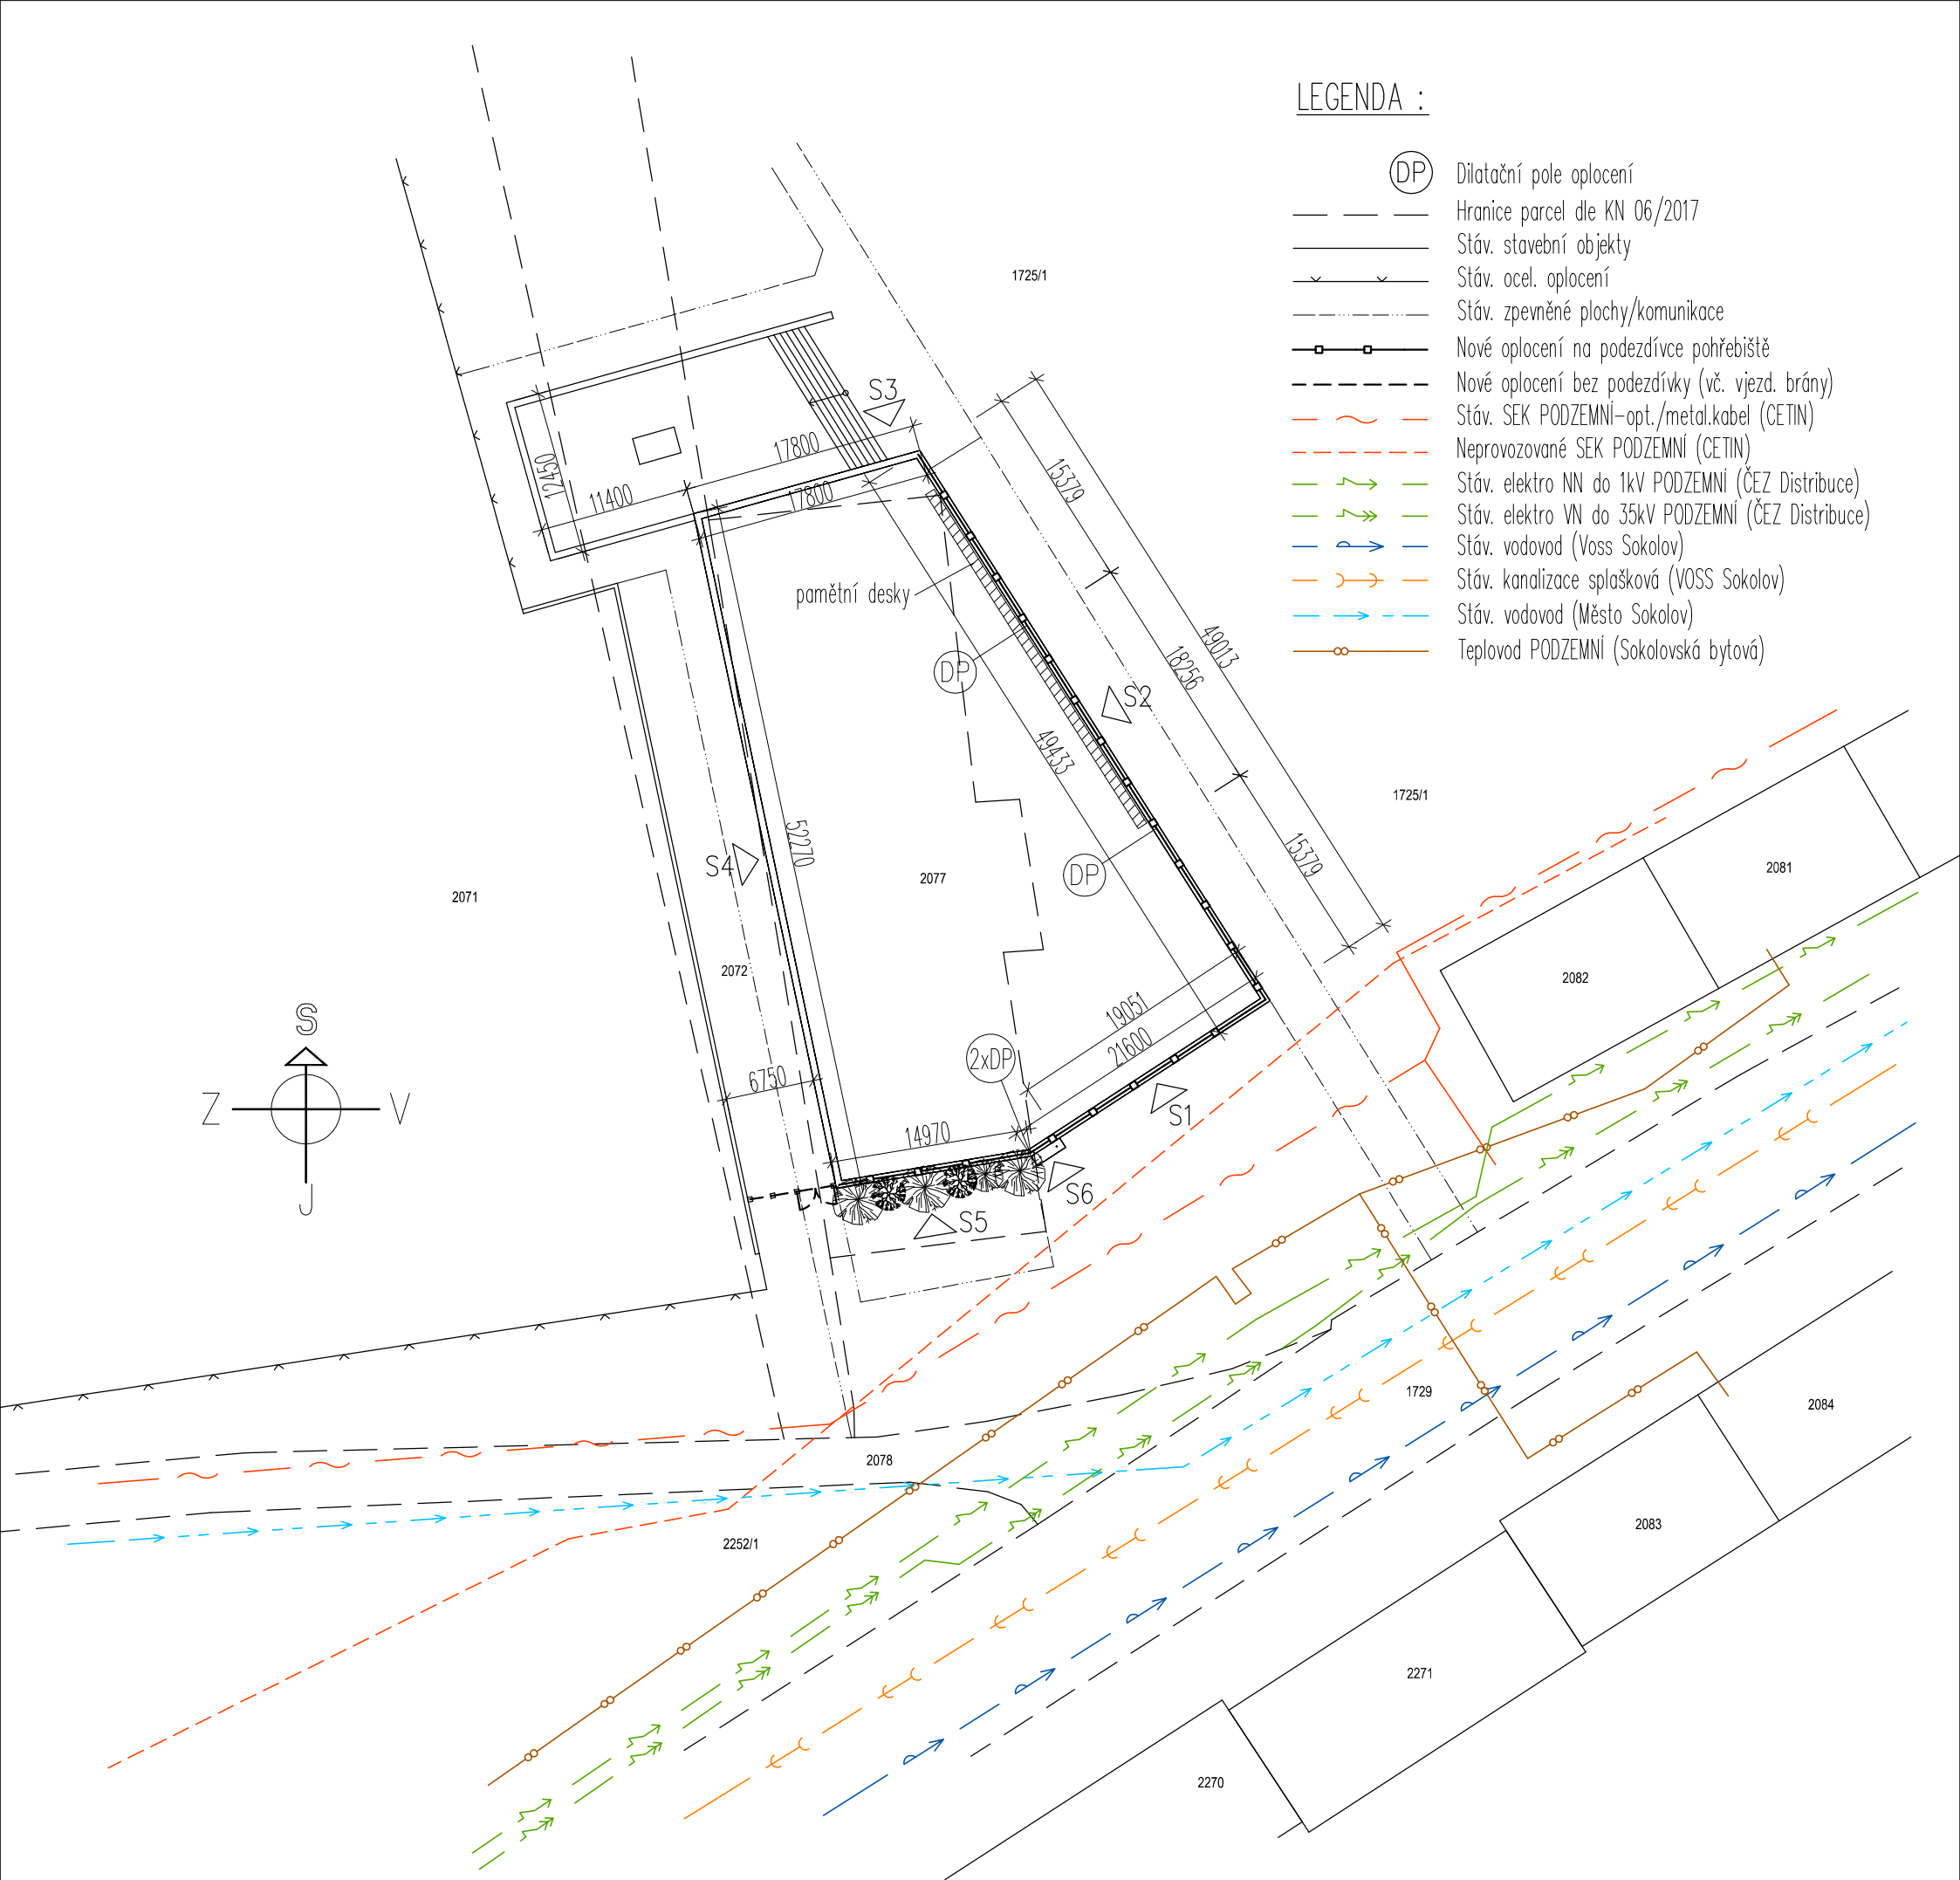 LEGENDA :
DP Dilatační pole oplocení
Hranice parcel dle KN 06/2017
Stáv. stavební objekty
Stáv. ocel. oplocení
Stáv. zpevněné plochy/komunikace
Nové oplocení na podezdívce pohřebiště
Nové oplocení bez podezdívky (vč. vjezd. brány)
Stáv. SEK PODZEMNÍ-opt./metal.kabel (CETIN)
Neprovozované SEK PODZEMNÍ (CETIN)
Stáv. elektro NN do 1kV PODZEMNÍ (ČEZ Distribuce)
Stáv. elektro VN do 35kV PODZEMNÍ (ČEZ Distribuce)
Stáv. vodovod (Voss Sokolov)
Stáv. kanalizace splašková (VOSS Sokolov)
Stáv. vodovod (Město Sokolov)
Teplovod PODZEMNÍ (Sokolovská bytová)
1725/1
S3
17800
12450
11400
17800
15379
pamětní desky
49013
18256
DP
S2
49433
1725/1
52270
15379
S4
DP
2077
2071
2081
2072
2082
19051
21600
S
Z
V
J
2xDP
6750
S1
14970
S6
S5
1729
2084
2078
2252/1
2083
2271
2270